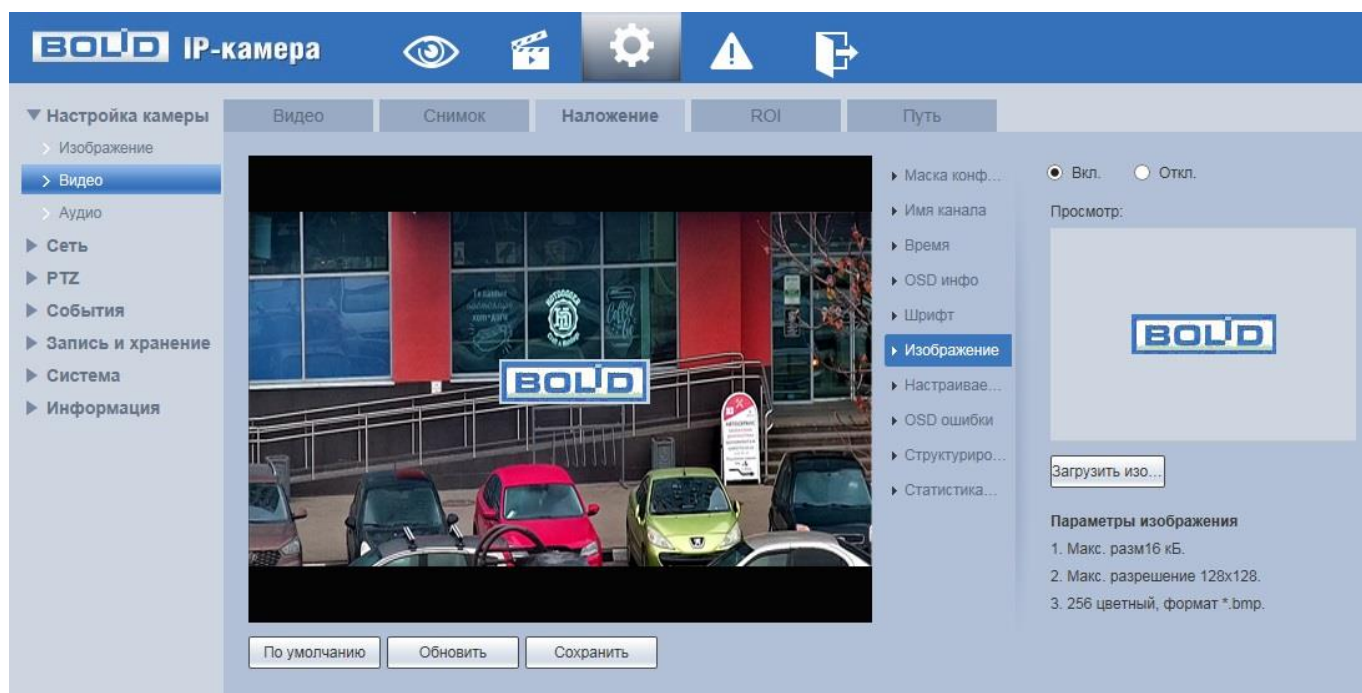 BOLID IP-камера
Настройка камеры
Изображение
Видео
Аудио
Сеть
PTZ
События
Запись и хранение
Система
Информация
Видео
Снимок
Наложение
ROI
Путь
BOLID
АВТОСЕРВИС
По умолчанию
Обновить
Сохранить
Маска конф...
Имя канала
Время
OSD инфо
Шрифт
Изображение
Настраивае...
OSD ошибки
Структуриро...
Статистика...
Вкл.
Откл.
Просмотр:
BOLID
Загрузить изо...
Параметры изображения
1. Макс. разм16 кБ.
2. Макс. разрешение 128x128.
3. 256 цветный, формат *.bmp.